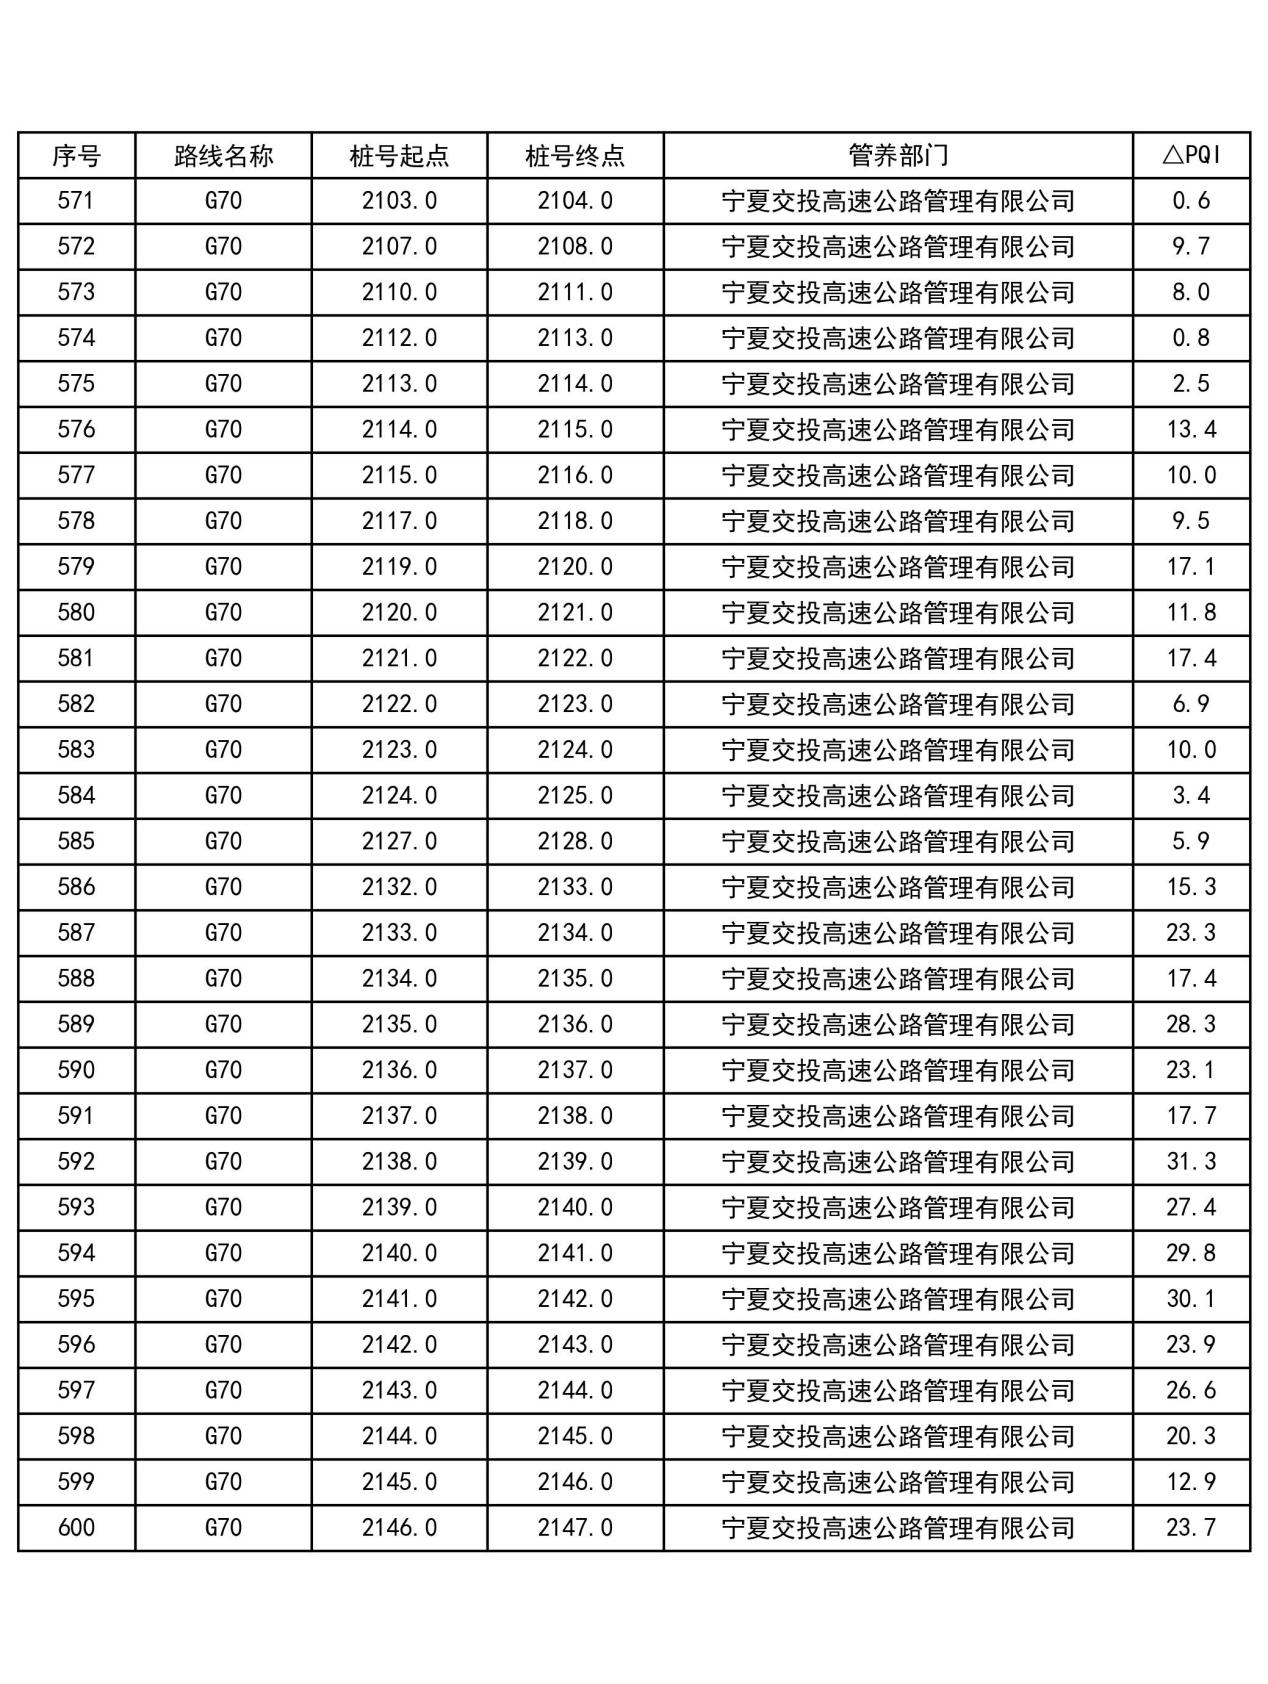 序号 路线名称 桩号起点 桩号终点 管养部门 △PQI
571 G70 2103.0 2104.0 宁夏交投高速公路管理有限公司 0.6
572 G70 2107.0 2108.0 宁夏交投高速公路管理有限公司 9.7
573 G70 2110.0 2111.0 宁夏交投高速公路管理有限公司 8.0
574 G70 2112.0 2113.0 宁夏交投高速公路管理有限公司 0.8
575 G70 2113.0 2114.0 宁夏交投高速公路管理有限公司 2.5
576 G70 2114.0 2115.0 宁夏交投高速公路管理有限公司 13.4
577 G70 2115.0 2116.0 宁夏交投高速公路管理有限公司 10.0
578 G70 2117.0 2118.0 宁夏交投高速公路管理有限公司 9.5
579 G70 2119.0 2120.0 宁夏交投高速公路管理有限公司 17.1
580 G70 2120.0 2121.0 宁夏交投高速公路管理有限公司 11.8
581 G70 2121.0 2122.0 宁夏交投高速公路管理有限公司 17.4
582 G70 2122.0 2123.0 宁夏交投高速公路管理有限公司 6.9
583 G70 2123.0 2124.0 宁夏交投高速公路管理有限公司 10.0
584 G70 2124.0 2125.0 宁夏交投高速公路管理有限公司 3.4
585 G70 2127.0 2128.0 宁夏交投高速公路管理有限公司 5.9
586 G70 2132.0 2133.0 宁夏交投高速公路管理有限公司 15.3
587 G70 2133.0 2134.0 宁夏交投高速公路管理有限公司 23.3
588 G70 2134.0 2135.0 宁夏交投高速公路管理有限公司 17.4
589 G70 2135.0 2136.0 宁夏交投高速公路管理有限公司 28.3
590 G70 2136.0 2137.0 宁夏交投高速公路管理有限公司 23.1
591 G70 2137.0 2138.0 宁夏交投高速公路管理有限公司 17.7
592 G70 2138.0 2139.0 宁夏交投高速公路管理有限公司 31.3
593 G70 2139.0 2140.0 宁夏交投高速公路管理有限公司 27.4
594 G70 2140.0 2141.0 宁夏交投高速公路管理有限公司 29.8
595 G70 2141.0 2142.0 宁夏交投高速公路管理有限公司 30.1
596 G70 2142.0 2143.0 宁夏交投高速公路管理有限公司 23.9
597 G70 2143.0 2144.0 宁夏交投高速公路管理有限公司 26.6
598 G70 2144.0 2145.0 宁夏交投高速公路管理有限公司 20.3
599 G70 2145.0 2146.0 宁夏交投高速公路管理有限公司 12.9
600 G70 2146.0 2147.0 宁夏交投高速公路管理有限公司 23.7